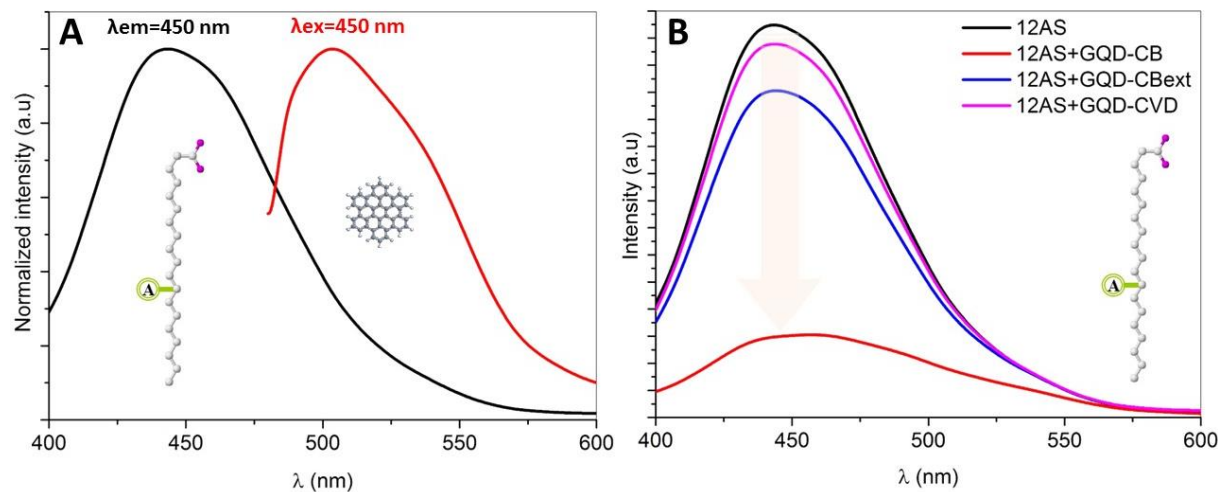 A
λem=450 nm
λex=450 nm
Normalized intensity (a.u)
A
400
450
500
550
600
λ (nm)
B
12AS
12AS+GQD-CB
12AS+GQD-CBext
12AS+GQD-CVD
Intensity (a.u)
A
400
450
500
550
600
λ (nm)